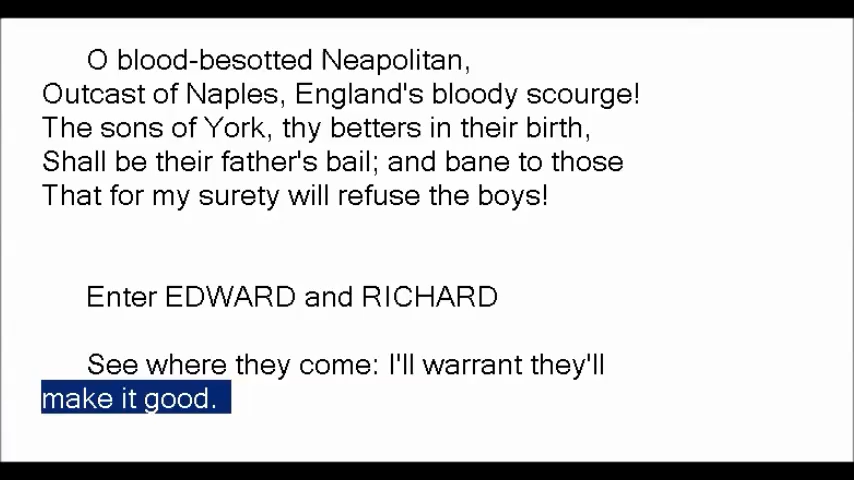 O blood-besotted Neapolitan,
Outcast of Naples, England's bloody scourge!
The sons of York, thy betters in their birth,
Shall be their father's bail; and bane to those
That for my surety will refuse the boys!
Enter EDWARD and RICHARD
See where they come: I'll warrant they'll
make it good.